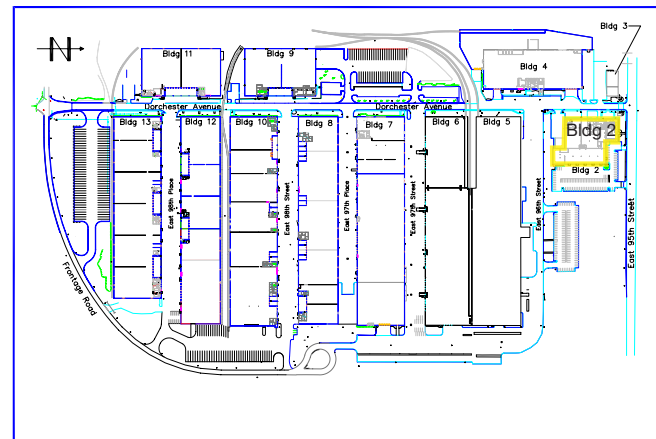 Bldg 3
N
Bldg 11
Bldg 9
Bldg 4
Dorchester Avenue
Dorchester Avenue
Bldg 13
Bldg 12
Bldg 10
Bldg 8
Bldg 7
Bldg 6
Bldg 5
Bldg 2
Bldg 2
East 98th Place
East 98th Street
East 97th Place
East 97th Street
East 96th Street
East 95th Street
Frontage Road